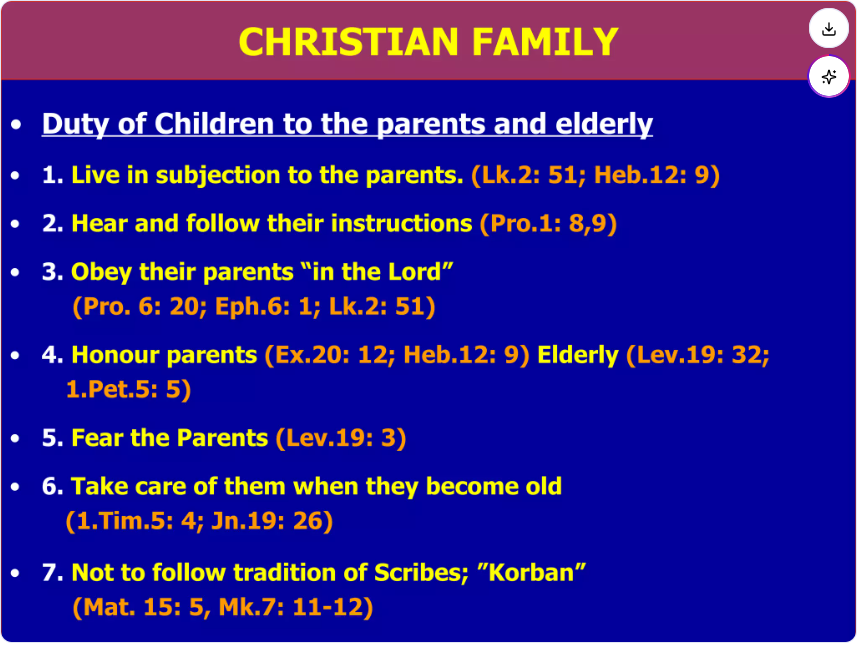 CHRISTIAN FAMILY
• Duty of Children to the parents and elderly
• 1. Live in subjection to the parents. (Lk.2: 51; Heb.12: 9)
• 2. Hear and follow their instructions (Pro.1: 8,9)
• 3. Obey their parents “in the Lord”
(Pro. 6: 20; Eph.6: 1; Lk.2: 51)
• 4. Honour parents (Ex.20: 12; Heb.12: 9) Elderly (Lev.19: 32;
1.Pet.5: 5)
• 5. Fear the Parents (Lev.19: 3)
• 6. Take care of them when they become old
(1.Tim.5: 4; Jn.19: 26)
• 7. Not to follow tradition of Scribes; ”Korban”
(Mat. 15: 5, Mk.7: 11-12)